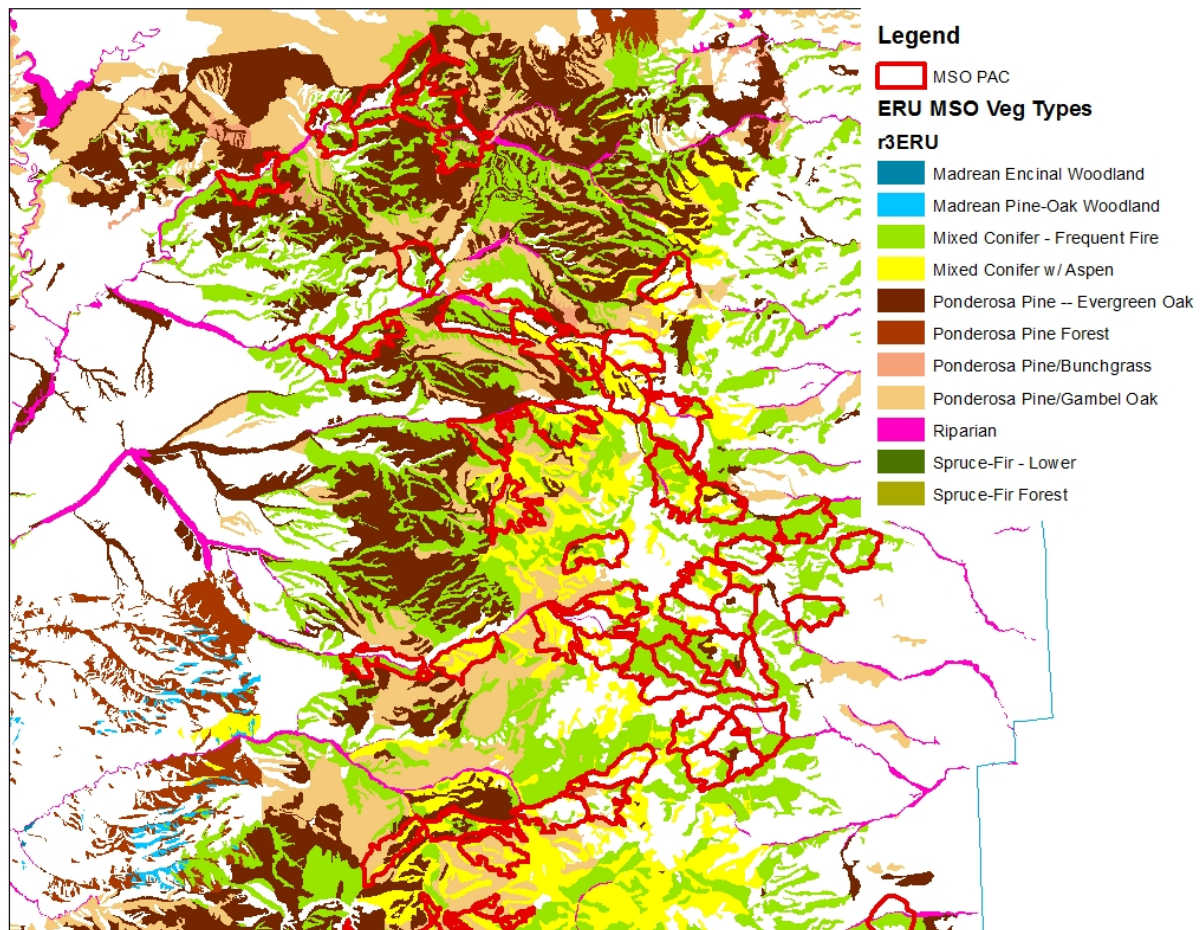 Legend
MSO PAC
ERU MSO Veg Types
r3ERU
Madrean Encinal Woodland
Madrean Pine-Oak Woodland
Mixed Conifer - Frequent Fire
Mixed Conifer w/ Aspen
Ponderosa Pine -- Evergreen Oak
Ponderosa Pine Forest
Ponderosa Pine/Bunchgrass
Ponderosa Pine/Gambel Oak
Riparian
Spruce-Fir - Lower
Spruce-Fir Forest